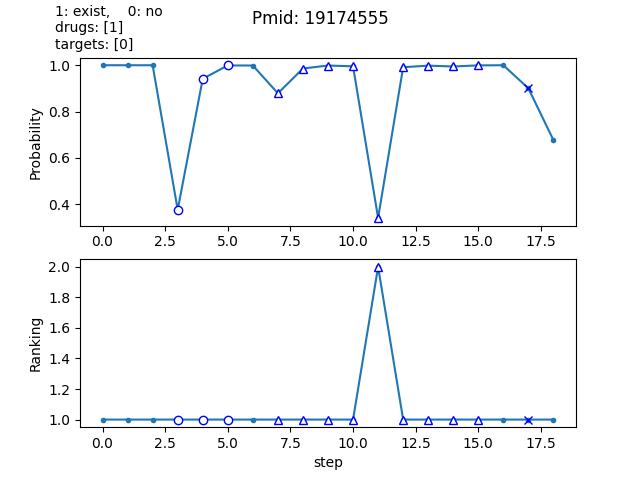 1: exist,    0: no
drugs: [1]
targets: [0]
Pmid: 19174555
Probability
1.0
0.8
0.6
0.4
0.0 2.5 5.0 7.5 10.0 12.5 15.0 17.5
Ranking
2.0
1.8
1.6
1.4
1.2
1.0
0.0 2.5 5.0 7.5 10.0 12.5 15.0 17.5
step